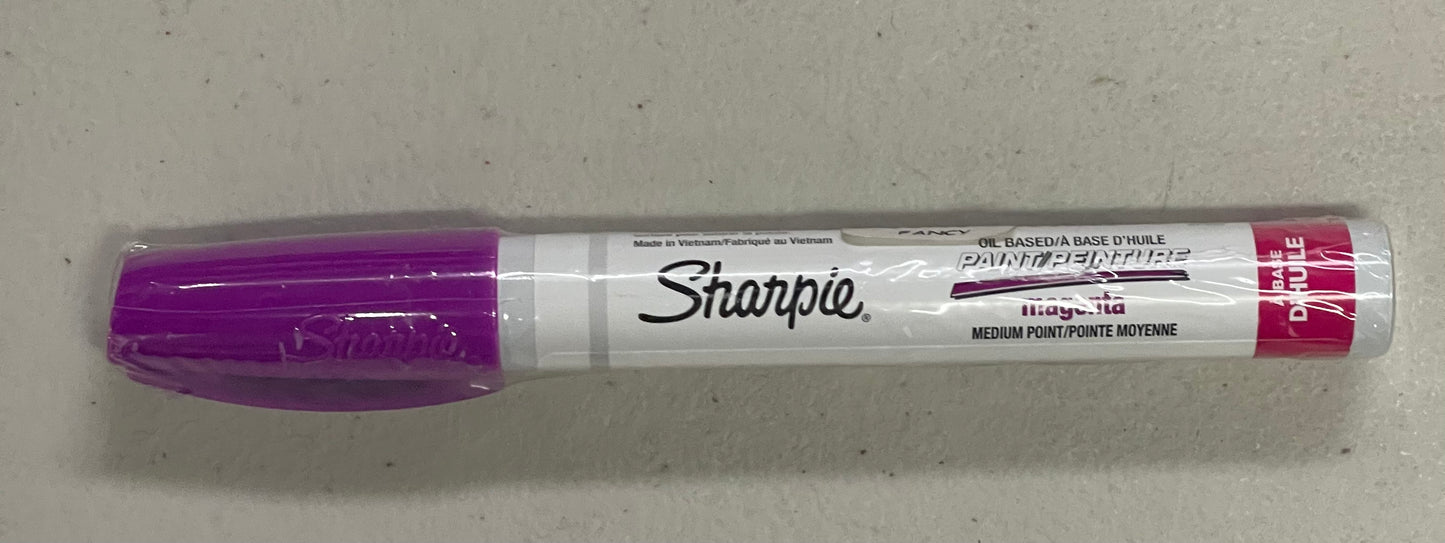 Made in Vietnam/Fabriqué au Vietnam
FANCY
Sharpie®
OIL BASED/À BASE D'HUILE
PAINT/PEINTURE
magenta
MEDIUM POINT/POINTE MOYENNE
À BASE
D'HUILE
Sharpie